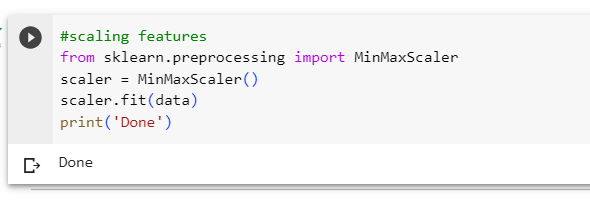 #scaling features
from sklearn.preprocessing import MinMaxScaler
scaler = MinMaxScaler()
scaler.fit(data)
print('Done')
Done